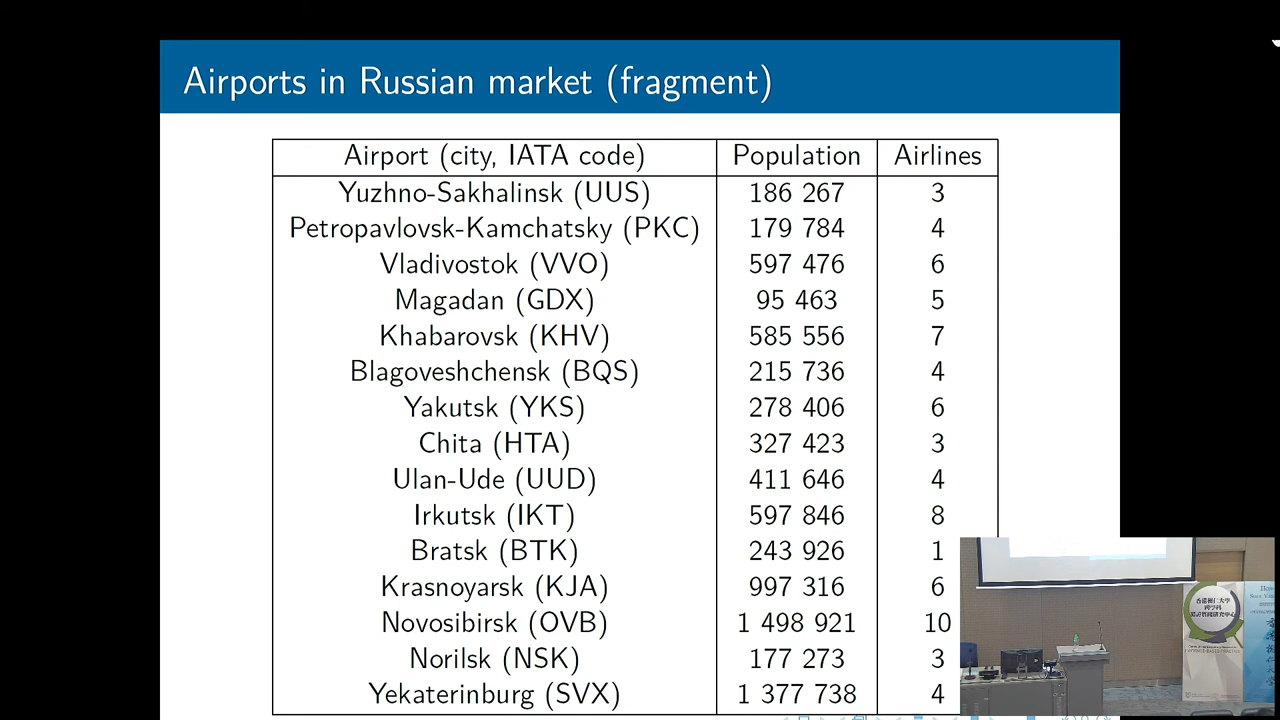 Airports in Russian market (fragment)
Airport (city, IATA code) Population Airlines
Yuzhno-Sakhalinsk (UUS) 186 267 3
Petropavlovsk-Kamchatsky (PKC) 179 784 4
Vladivostok (VVO) 597 476 6
Magadan (GDX) 95 463 5
Khabarovsk (KHV) 585 556 7
Blagoveshchensk (BQS) 215 736 4
Yakutsk (YKS) 278 406 6
Chita (HTA) 327 423 3
Ulan-Ude (UUD) 411 646 4
Irkutsk (IKT) 597 846 8
Bratsk (BTK) 243 926 1
Krasnoyarsk (KJA) 997 316 6
Novosibirsk (OVB) 1 498 921 10
Norilsk (NSK) 177 273 3
Yekaterinburg (SVX) 1 377 738 4